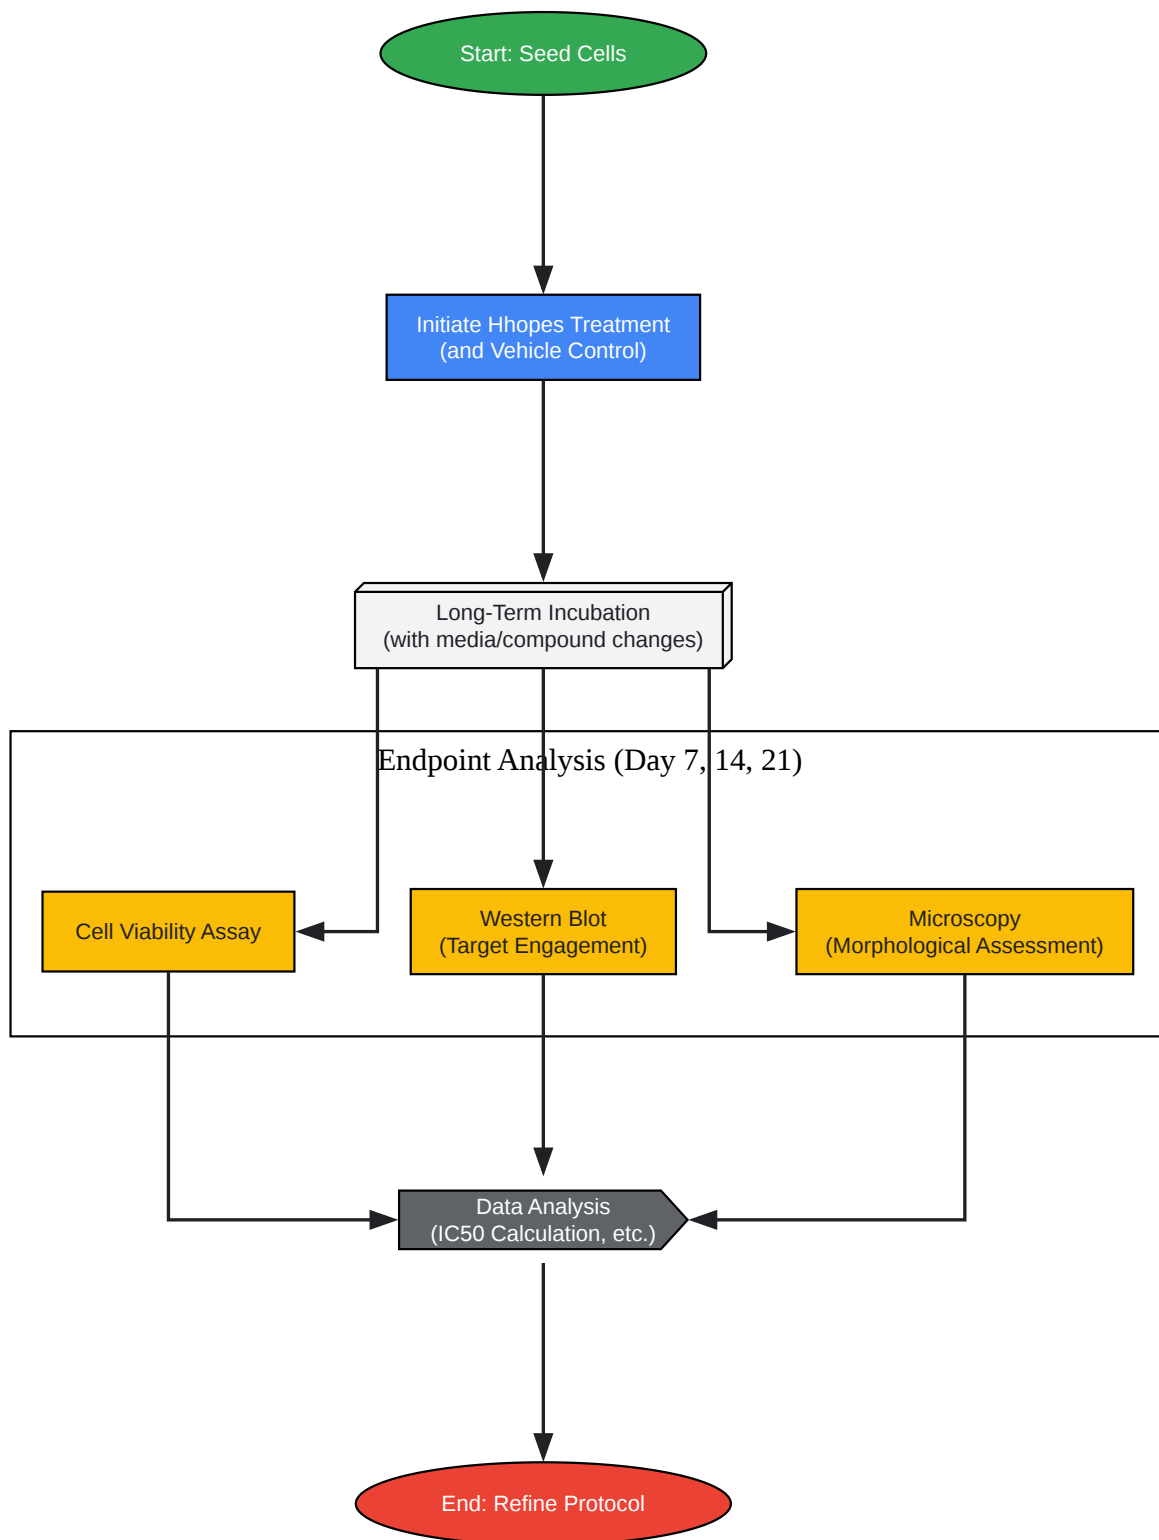 Start: Seed Cells
Initiate Hhopes Treatment
(and Vehicle Control)
Long-Term Incubation
(with media/compound changes)
Endpoint Analysis (Day 7, 14, 21)
Cell Viability Assay
Western Blot
(Target Engagement)
Microscopy
(Morphological Assessment)
Data Analysis
(IC50 Calculation, etc.)
End: Refine Protocol